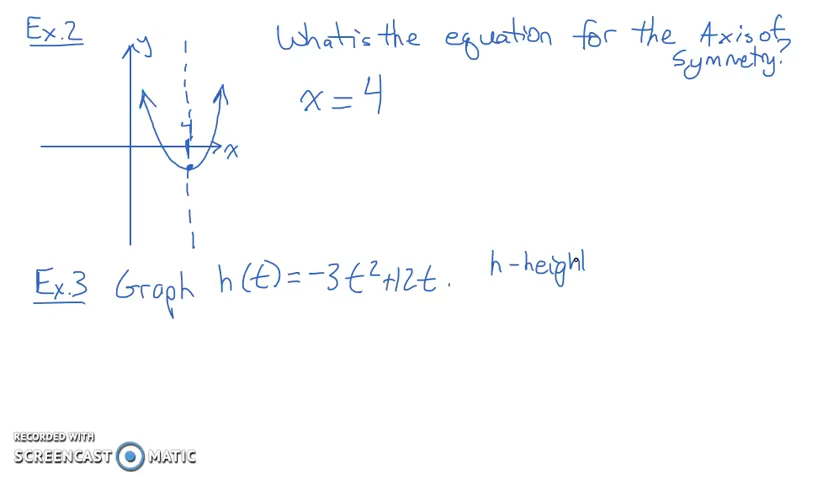 Ex.2
y
What is the equation for the Axis of
Symmetry?
x = 4
4
x
Ex.3 Graph h(t) = -3t²+12t.
h-heighl
RECORDED WITH
SCREENCAST MATIC